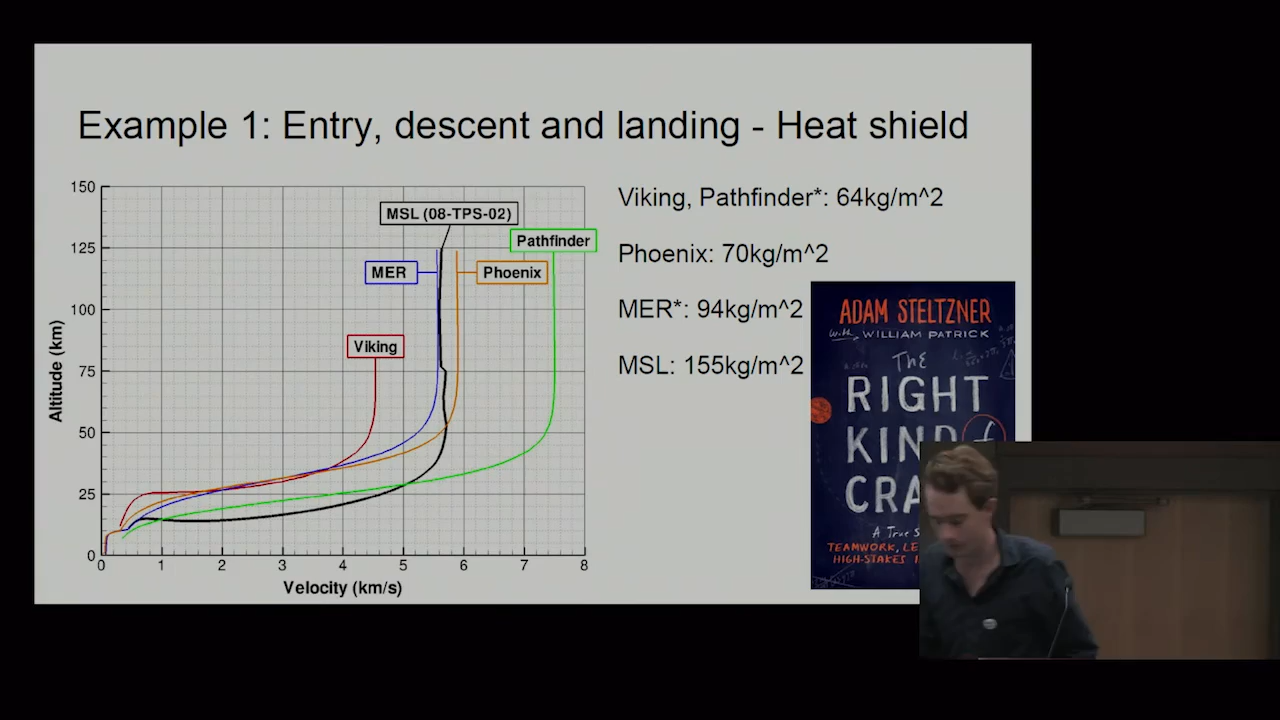 Example 1: Entry, descent and landing - Heat shield
150
125
100
75
50
25
0
0 1 2 3 4 5 6 7 8
Altitude (km)
Velocity (km/s)
MSL (08-TPS-02)
Pathfinder
MER
Phoenix
Viking
Viking, Pathfinder*: 64kg/m^2
Phoenix: 70kg/m^2
MER*: 94kg/m^2
MSL: 155kg/m^2
ADAM STELTZNER
with WILLIAM PATRICK
The
RIGHT
KIND of
CRA
A True S
TEAMWORK, LE
HIGH-STAKES I